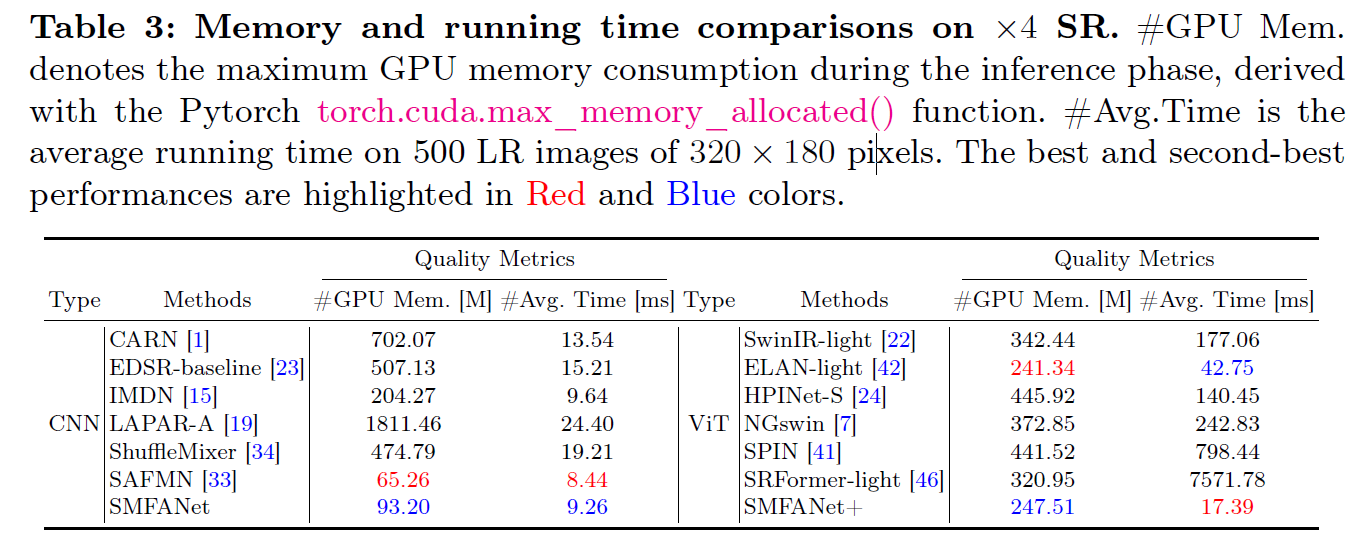 Table 3: Memory and running time comparisons on ×4 SR. #GPU Mem.
denotes the maximum GPU memory consumption during the inference phase, derived
with the Pytorch torch.cuda.max_memory_allocated() function. #Avg.Time is the
average running time on 500 LR images of 320 × 180 pixels. The best and second-best
performances are highlighted in Red and Blue colors.
Quality Metrics Quality Metrics
Type Methods #GPU Mem. [M] #Avg. Time [ms] Type Methods #GPU Mem. [M] #Avg. Time [ms]
CARN [1] 702.07 13.54 SwinIR-light [22] 342.44 177.06
EDSR-baseline [23] 507.13 15.21 ELAN-light [42] 241.34 42.75
IMDN [15] 204.27 9.64 HPINet-S [24] 445.92 140.45
CNN LAPAR-A [19] 1811.46 24.40 ViT NGswin [7] 372.85 242.83
ShuffleMixer [34] 474.79 19.21 SPIN [41] 441.52 798.44
SAFMN [33] 65.26 8.44 SRFormer-light [46] 320.95 7571.78
SMFANet 93.20 9.26 SMFANet+ 247.51 17.39